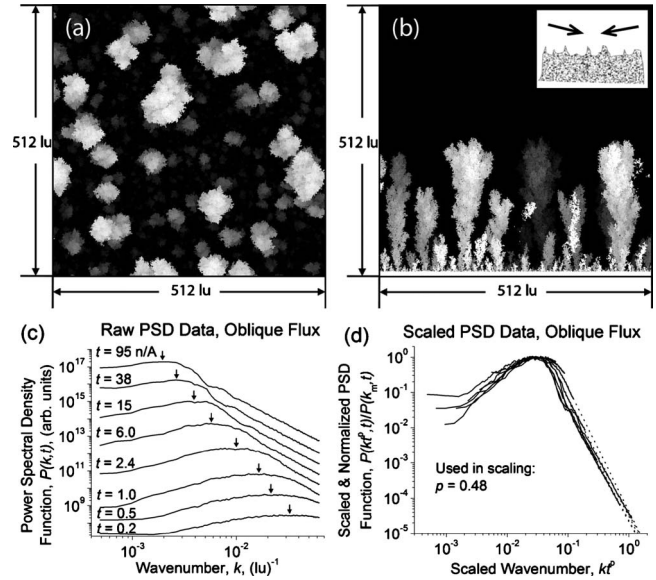 (a)
(b)
512 lu
512 lu
512 lu
512 lu
(c) Raw PSD Data, Oblique Flux
Power Spectral Density
Function, P(k,t), (arb. units)
10^17
10^15
10^13
10^11
10^9
t = 95 n/A
t = 38
t = 15
t = 6.0
t = 2.4
t = 1.0
t = 0.5
t = 0.2
10^-3
10^-2
Wavenumber, k, (lu)^-1
(d) Scaled PSD Data, Oblique Flux
Scaled & Normalized PSD
Function, P(kt^p,t)/P(k_m,t)
10^0
10^-1
10^-2
10^-3
10^-4
10^-5
Used in scaling:
p = 0.48
10^-3
10^-2
10^-1
10^0
Scaled Wavenumber, kt^p